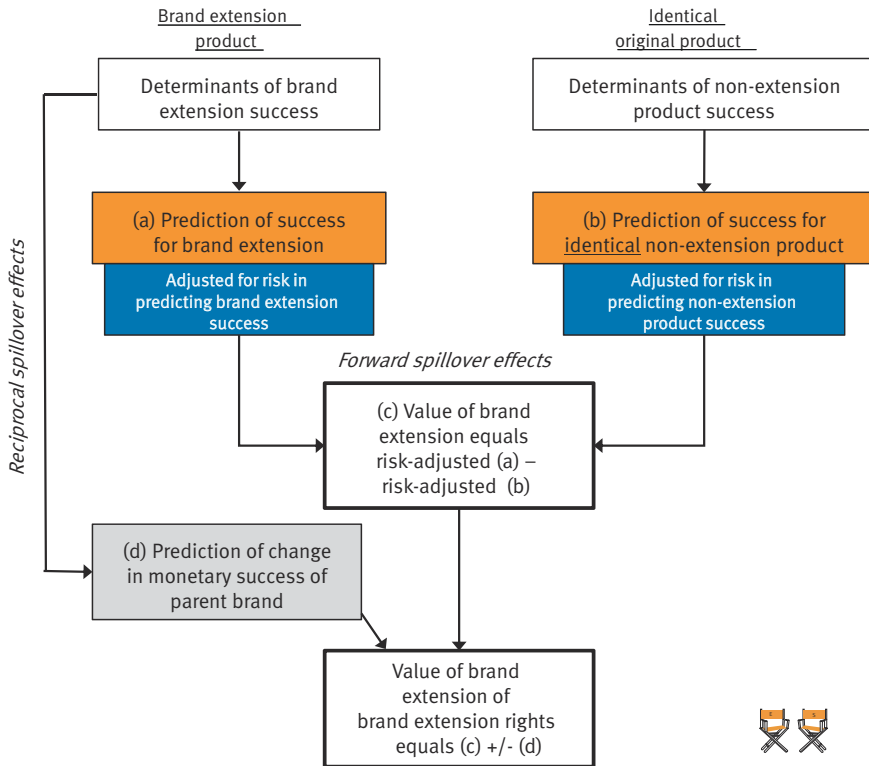 Brand extension
product
Identical
original product
Determinants of brand
extension success
Determinants of non-extension
product success
(a) Prediction of success
for brand extension
(b) Prediction of success for
identical non-extension product
Adjusted for risk in
predicting brand extension
success
Adjusted for risk in
predicting non-extension
product success
Reciprocal spillover effects
Forward spillover effects
(c) Value of brand
extension equals
risk-adjusted (a) –
risk-adjusted (b)
(d) Prediction of change
in monetary success of
parent brand
Value of brand
extension of
brand extension rights
equals (c) +/- (d)